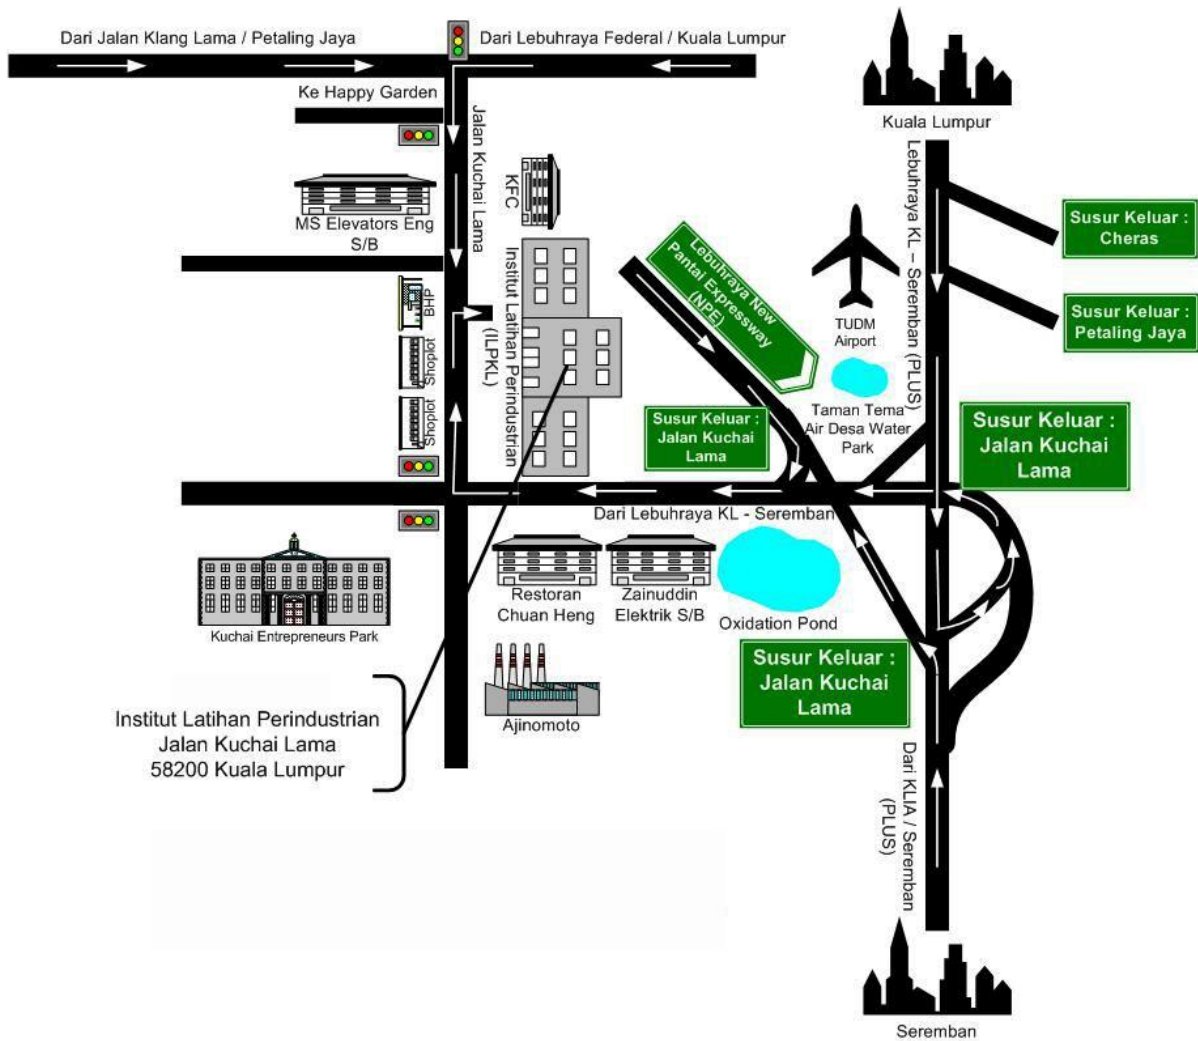 Dari Jalan Klang Lama / Petaling Jaya
Dari Lebuhraya Federal / Kuala Lumpur
Ke Happy Garden
Kuala Lumpur
Jalan Kuchai Lama
KFC
MS Elevators Eng
S/B
Lebuhraya KL – Seremban (PLUS)
Susur Keluar :
Cheras
Susur Keluar :
Petaling Jaya
Lebuhraya New
Pantai Expressway
(NPE)
TUDM
Airport
BHP
Shoplot
Shoplot
Institut Latihan Perindustrian
(ILPKL)
Taman Tema
Air Desa Water
Park
Susur Keluar :
Jalan Kuchai
Lama
Susur Keluar :
Jalan Kuchai
Lama
Dari Lebuhraya KL - Seremban
Restoran
Chuan Heng
Zainuddin
Elektrik S/B
Oxidation Pond
Kuchai Entrepreneurs Park
Susur Keluar :
Jalan Kuchai
Lama
Ajinomoto
Institut Latihan Perindustrian
Jalan Kuchai Lama
58200 Kuala Lumpur
Dari KLIA / Seremban
(PLUS)
Seremban